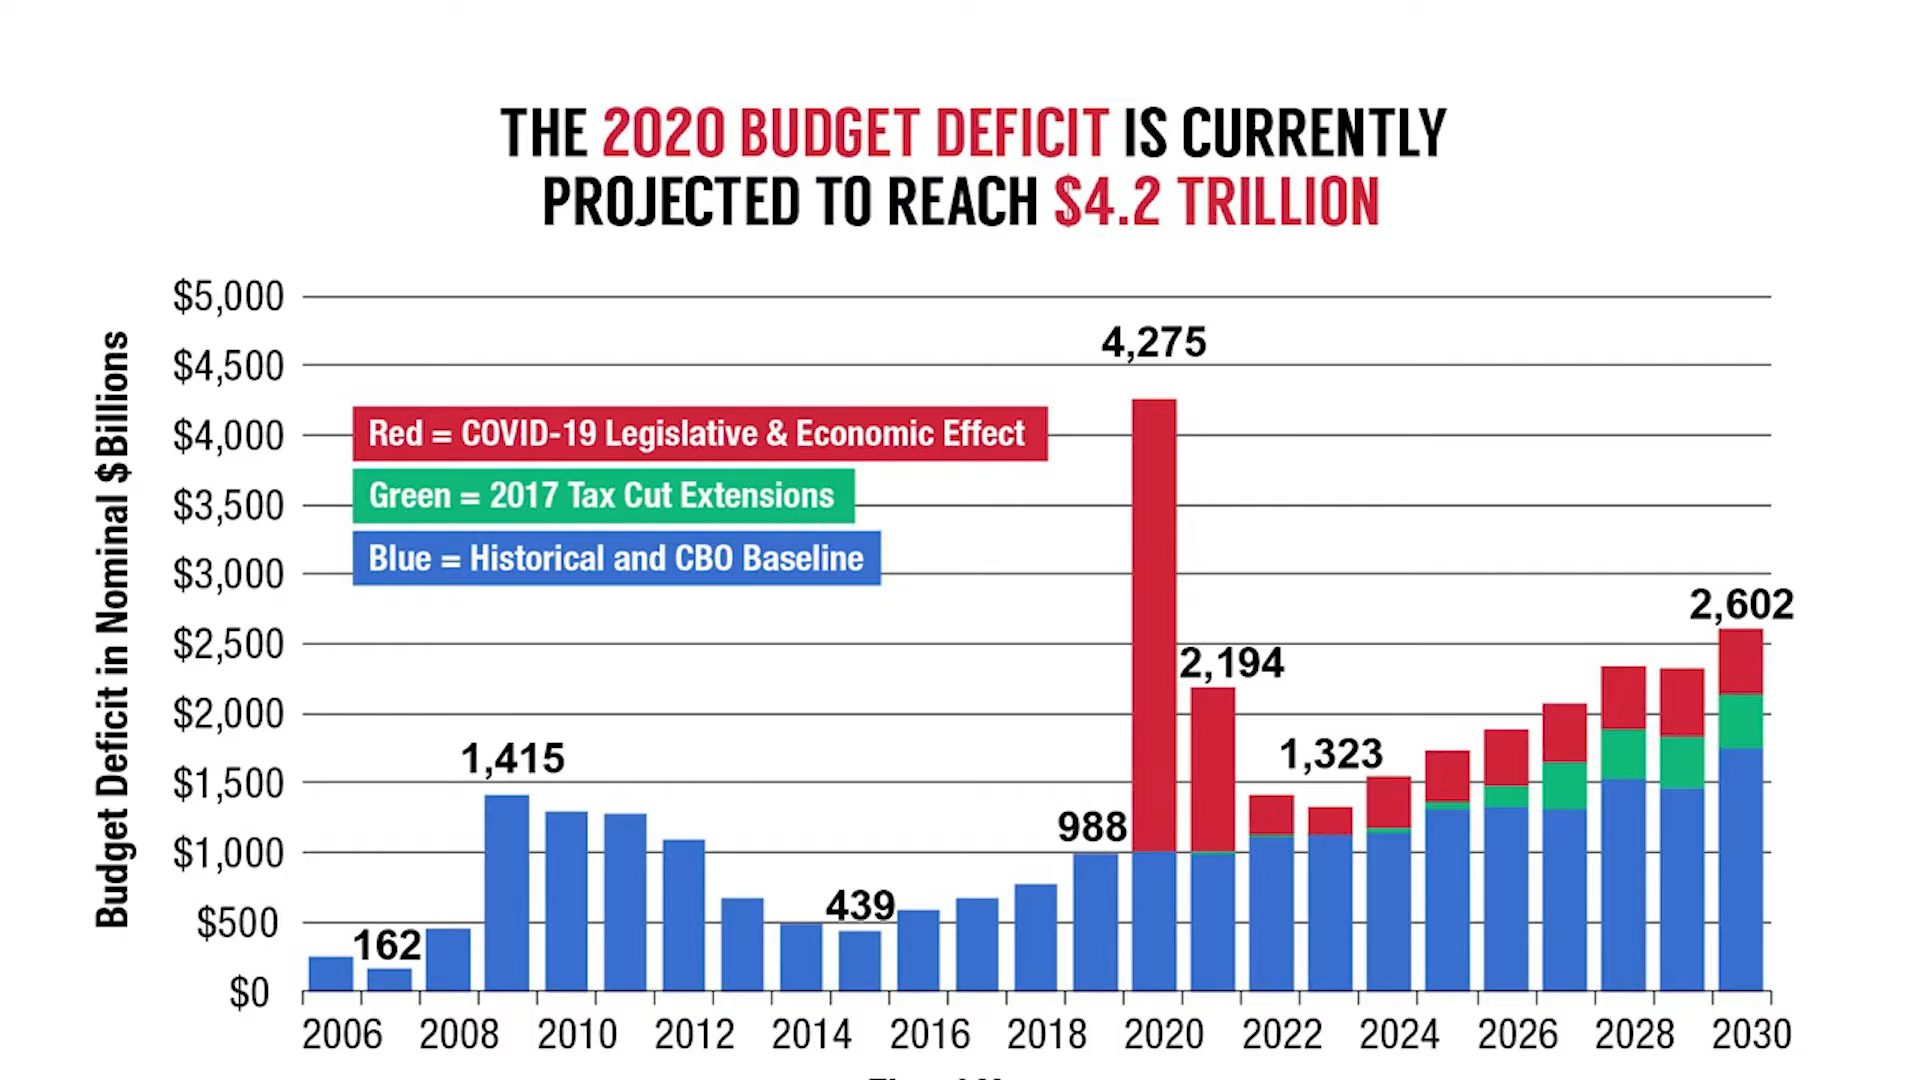 THE 2020 BUDGET DEFICIT IS CURRENTLY
PROJECTED TO REACH $4.2 TRILLION
Budget Deficit in Nominal $Billions
$5,000
$4,500
$4,000
$3,500
$3,000
$2,500
$2,000
$1,500
$1,000
$500
$0
Red = COVID-19 Legislative & Economic Effect
Green = 2017 Tax Cut Extensions
Blue = Historical and CBO Baseline
162
1,415
439
988
4,275
2,194
1,323
2,602
2006 2008 2010 2012 2014 2016 2018 2020 2022 2024 2026 2028 2030